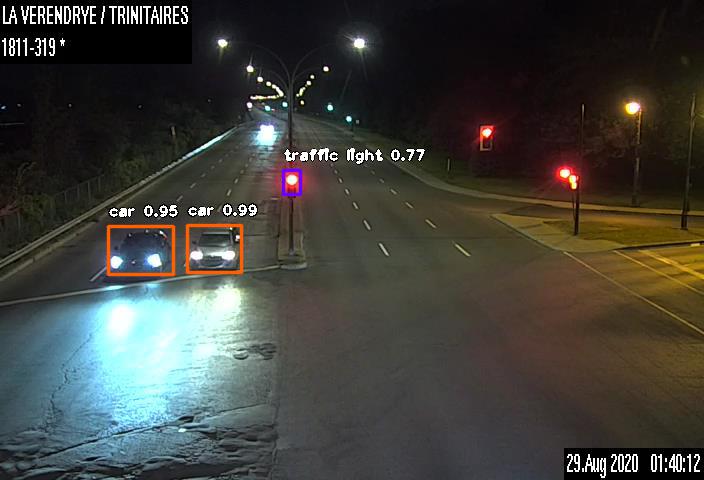 LA VERENDRYE / TRINITAIRES
1811-319 *
traffic light 0.77
car 0.95
car 0.99
29.Aug 2020 01:40:12